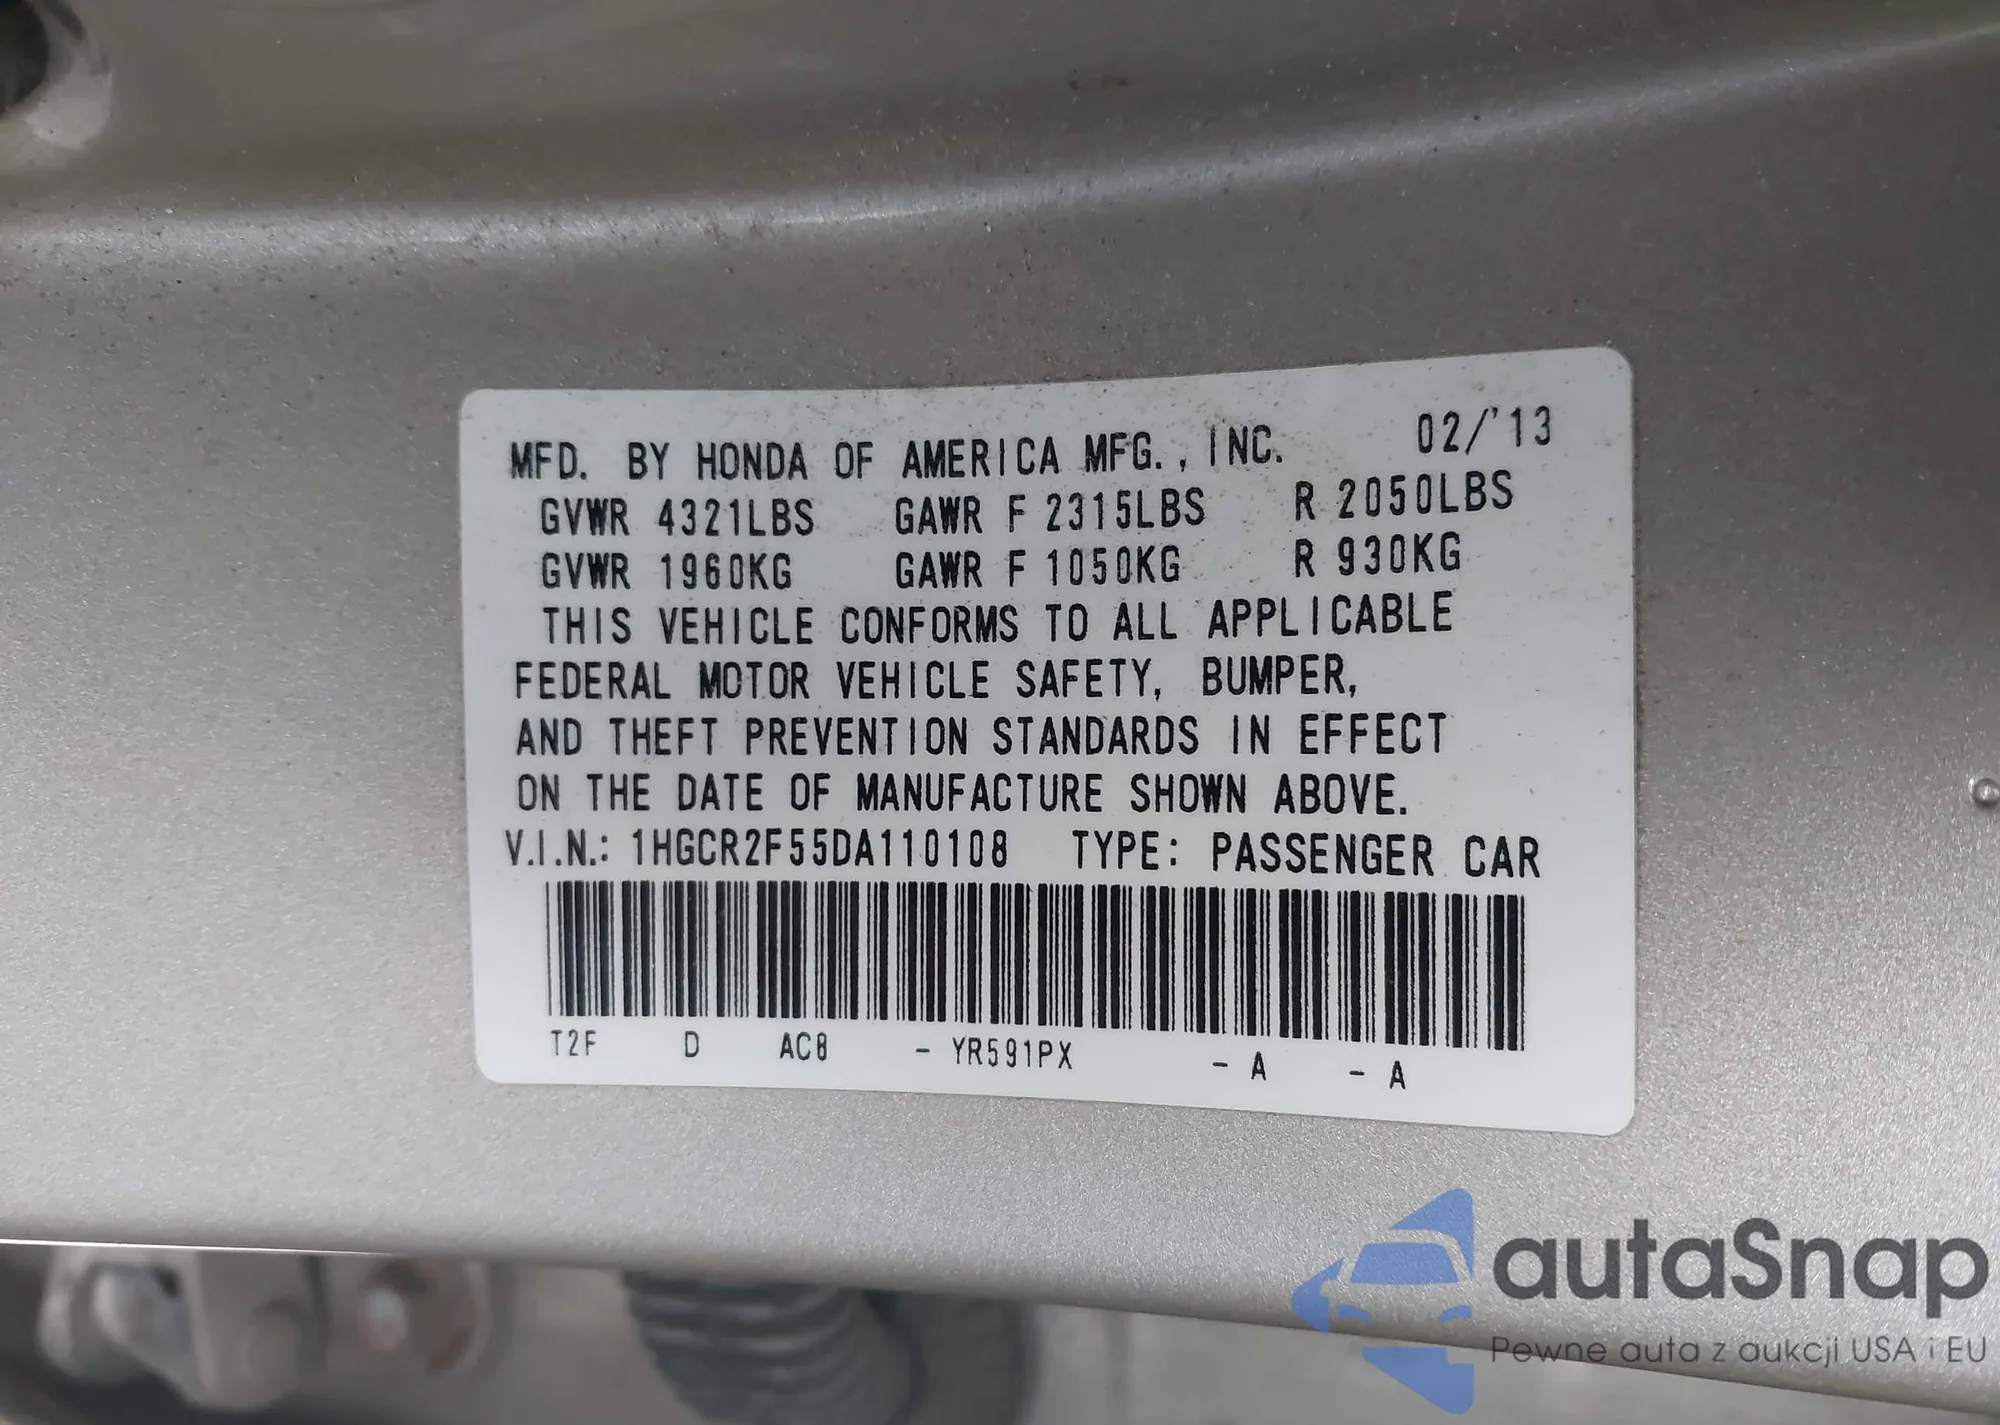 MFD. BY HONDA OF AMERICA MFG., INC. 02/'13
GVWR 4321LBS GAWR F 2315LBS R 2050LBS
GVWR 1960KG GAWR F 1050KG R 930KG
THIS VEHICLE CONFORMS TO ALL APPLICABLE
FEDERAL MOTOR VEHICLE SAFETY, BUMPER,
AND THEFT PREVENTION STANDARDS IN EFFECT
ON THE DATE OF MANUFACTURE SHOWN ABOVE.
V.I.N.: 1HGCR2F55DA110108 TYPE: PASSENGER CAR
T2F D AC8 - YR591PX - A - A
autaSnap
Pewne auta z aukcji USA i EU